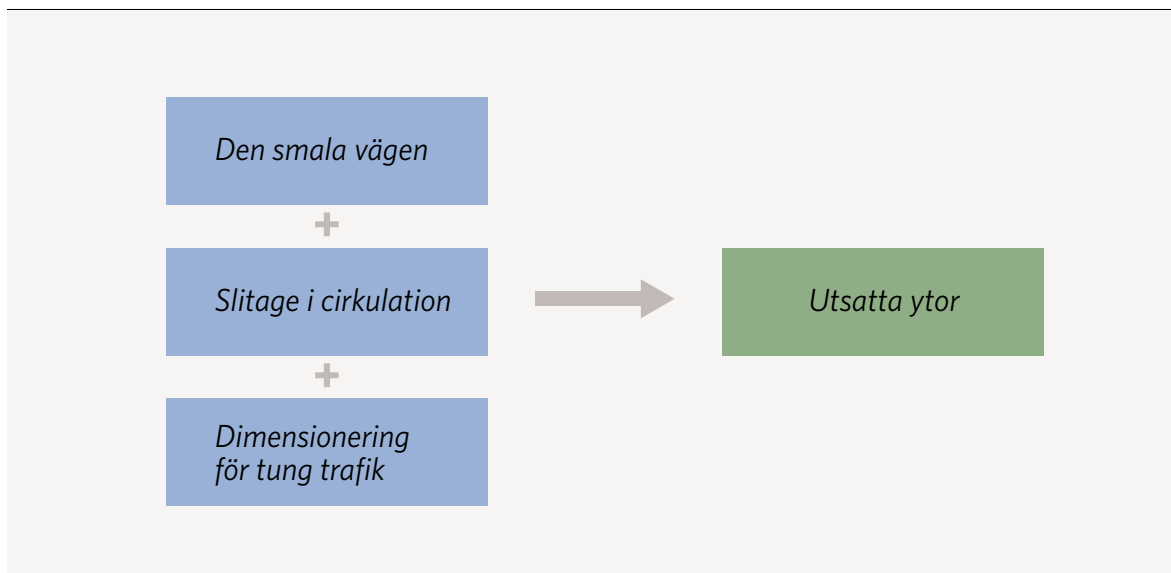 Den smala vägen
+
Slitage i cirkulation
+
Dimensionering
för tung trafik
Utsatta ytor